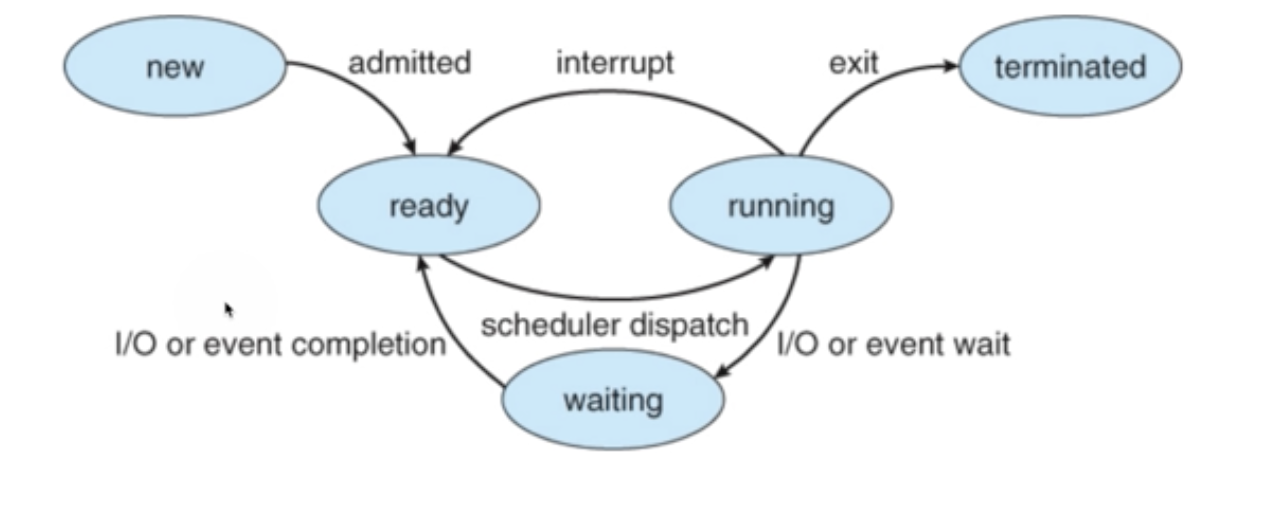 new
admitted
interrupt
exit
terminated
ready
running
scheduler dispatch
I/O or event completion
I/O or event wait
waiting